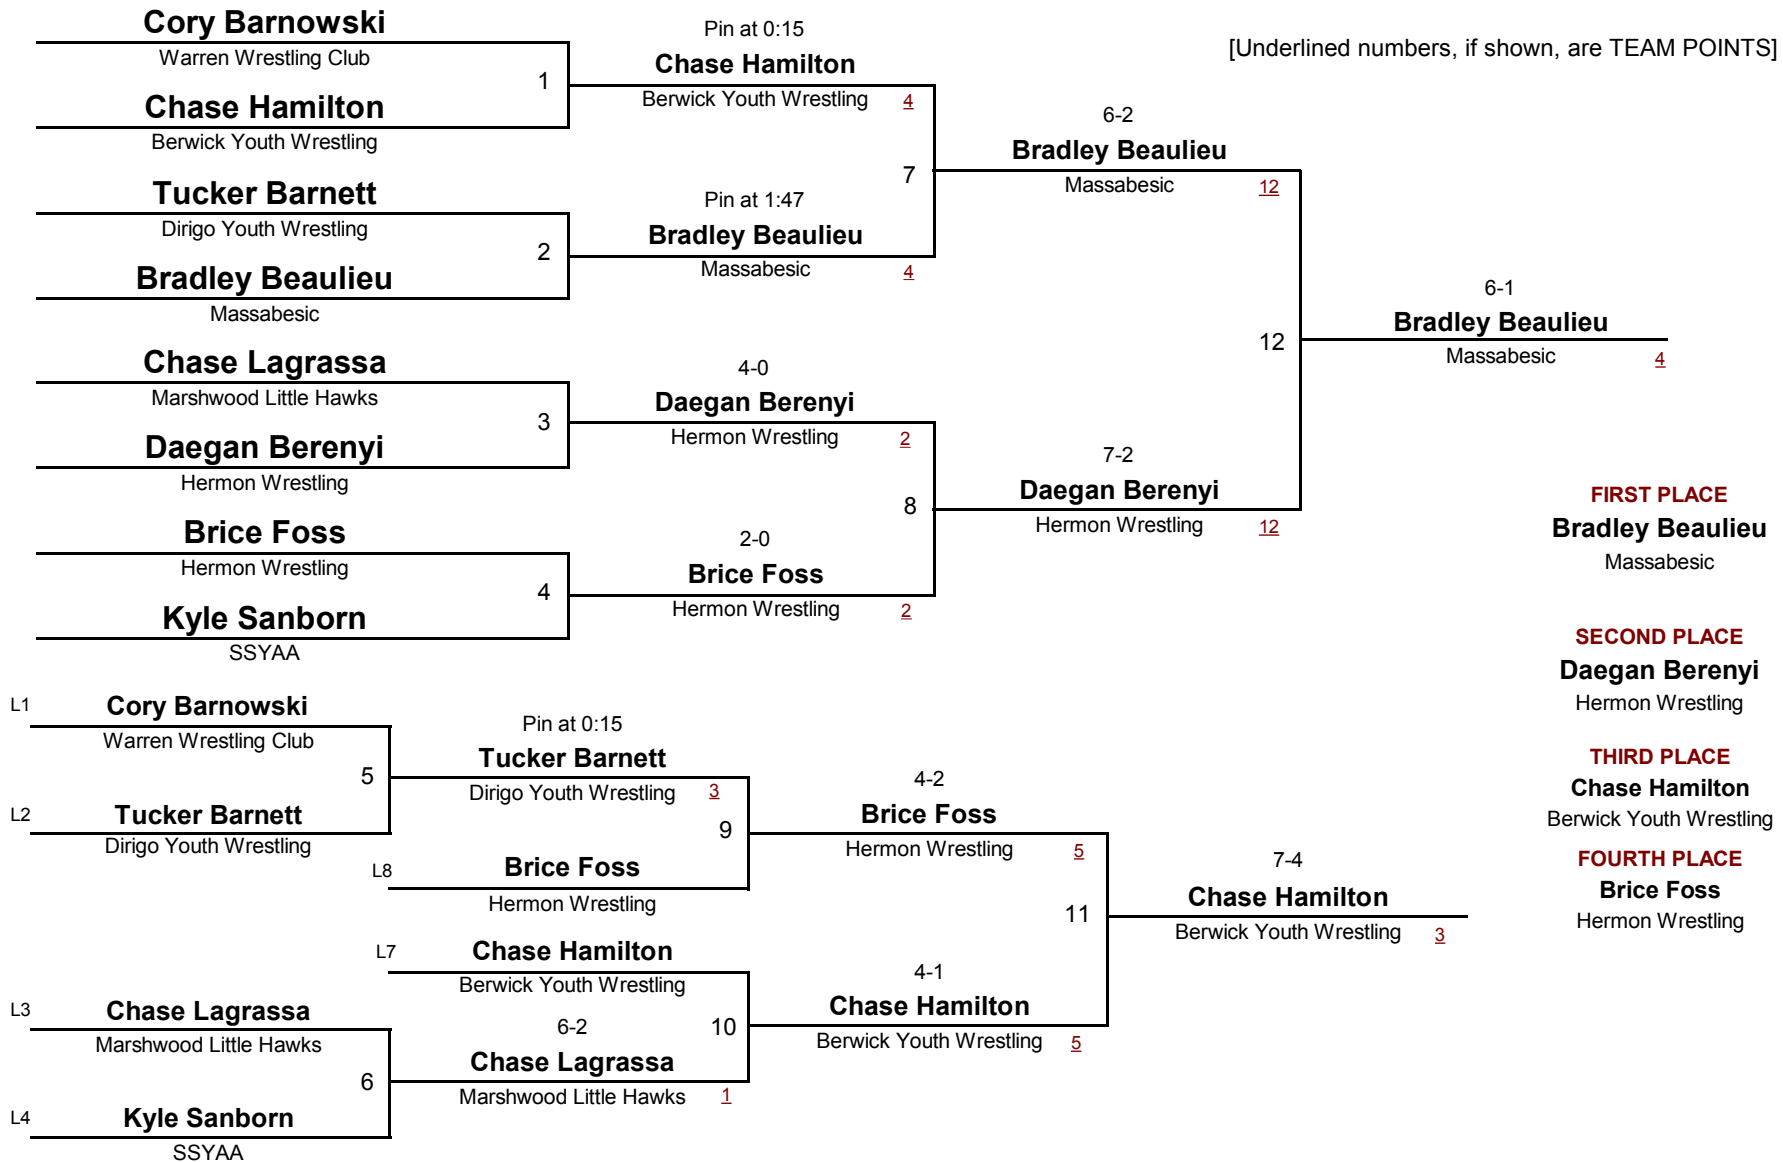 Cory Barnowski
Warren Wrestling Club
1
Chase Hamilton
Berwick Youth Wrestling
Tucker Barnett
Dirigo Youth Wrestling
2
Bradley Beaulieu
Massabesic
Chase Lagrassa
Marshwood Little Hawks
3
Daegan Berenyi
Hermon Wrestling
Brice Foss
Hermon Wrestling
4
Kyle Sanborn
SSYAA
Pin at 0:15
Chase Hamilton
Berwick Youth Wrestling 4
7
Pin at 1:47
Bradley Beaulieu
Massabesic 4
4-0
Daegan Berenyi
Hermon Wrestling 2
8
2-0
Brice Foss
Hermon Wrestling 2
[Underlined numbers, if shown, are TEAM POINTS]
6-2
Bradley Beaulieu
Massabesic 12
12
7-2
Daegan Berenyi
Hermon Wrestling 12
6-1
Bradley Beaulieu
Massabesic 4
FIRST PLACE
Bradley Beaulieu
Massabesic
SECOND PLACE
Daegan Berenyi
Hermon Wrestling
THIRD PLACE
Chase Hamilton
Berwick Youth Wrestling
FOURTH PLACE
Brice Foss
Hermon Wrestling
L1 Cory Barnowski
Warren Wrestling Club
5
L2 Tucker Barnett
Dirigo Youth Wrestling
Pin at 0:15
Tucker Barnett
Dirigo Youth Wrestling 3
9
L8 Brice Foss
Hermon Wrestling
L7 Chase Hamilton
Berwick Youth Wrestling
10
L3 Chase Lagrassa
Marshwood Little Hawks
6
L4 Kyle Sanborn
SSYAA
6-2
Chase Lagrassa
Marshwood Little Hawks 1
4-2
Brice Foss
Hermon Wrestling 5
11
4-1
Chase Hamilton
Berwick Youth Wrestling 5
7-4
Chase Hamilton
Berwick Youth Wrestling 3